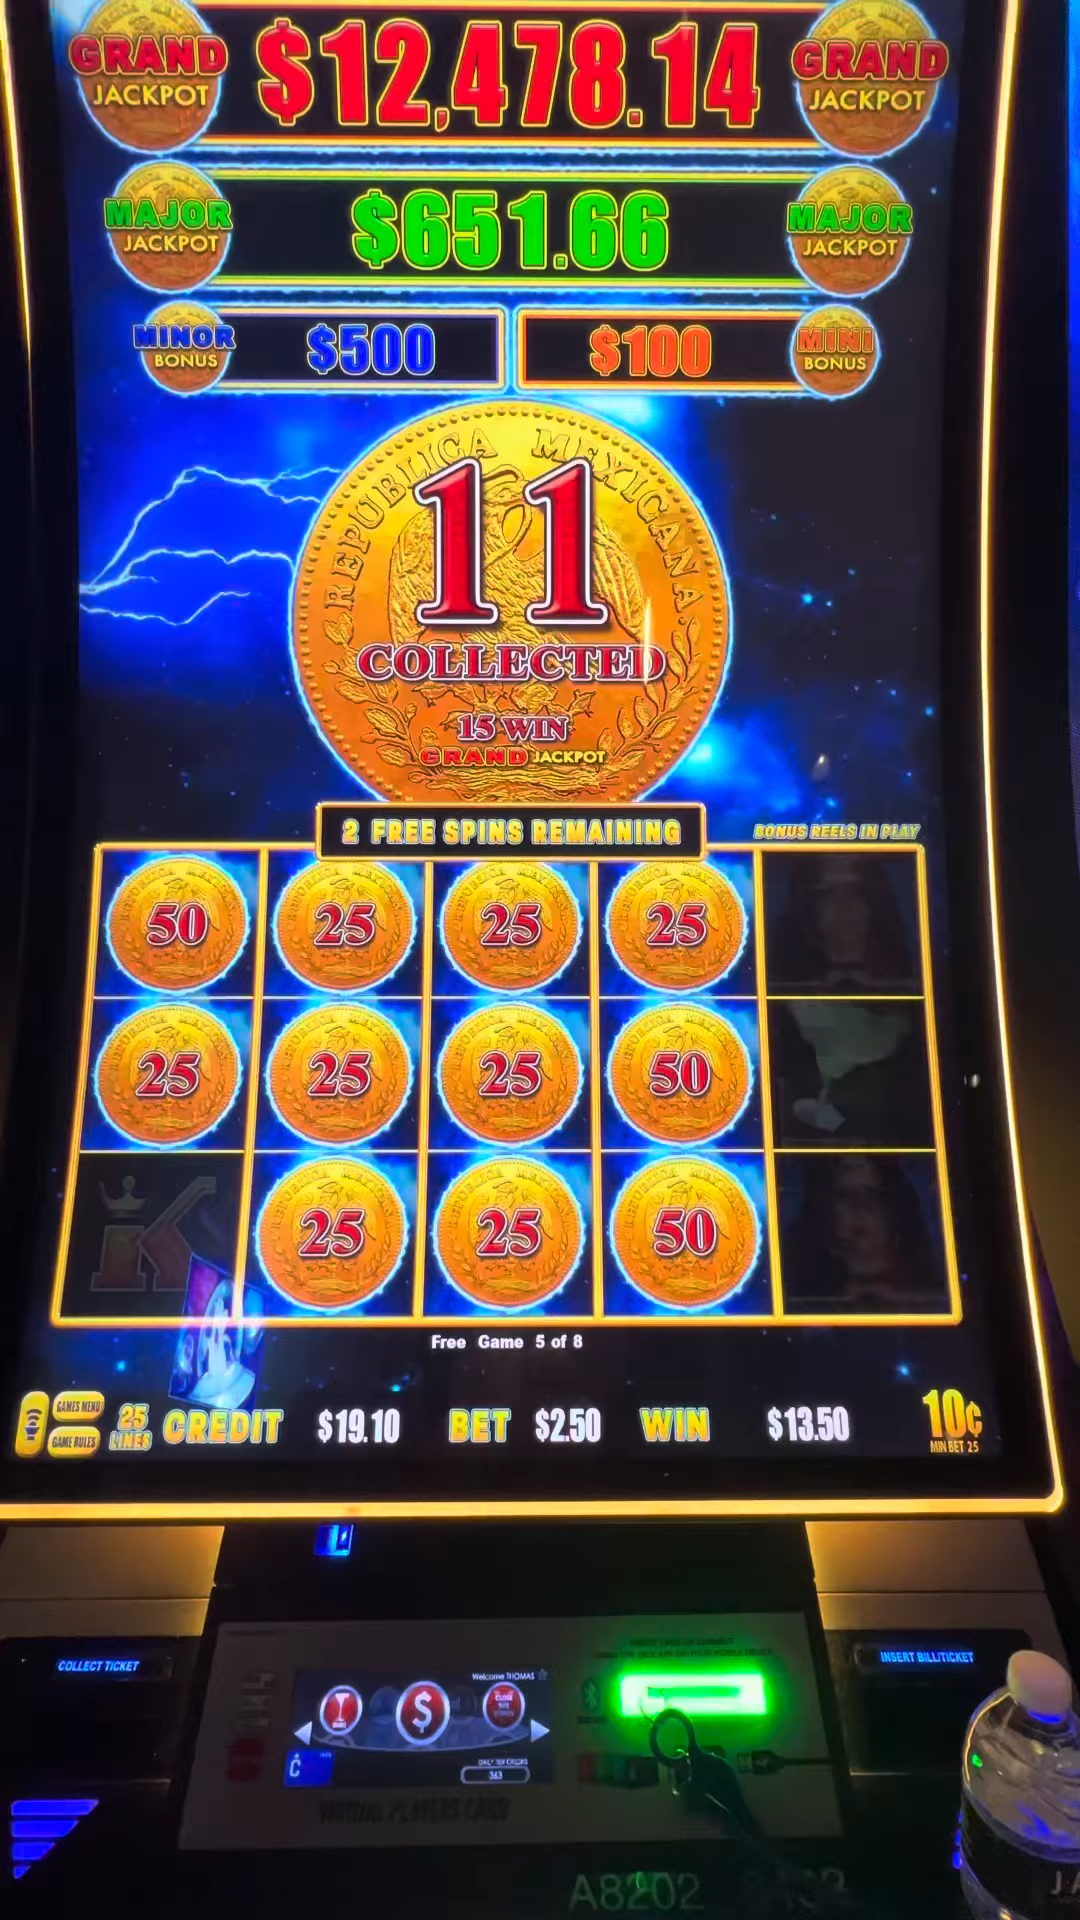 GRAND JACKPOT $12,478.14 GRAND JACKPOT
MAJOR JACKPOT $651.66 MAJOR JACKPOT
MINOR BONUS $500 $100 MINI BONUS
REPUBLICA MEXICANA
11
COLLECTED
15 WIN
GRAND JACKPOT
2 FREE SPINS REMAINING
BONUS REELS IN PLAY
50 25 25 25
25 25 25 50
K 25 25 50
Free Game 5 of 8
GAMES MENU
GAME RULES
25 LINES CREDIT $19.10 BET $2.50 WIN $13.50 10¢
MIN BET 25
COLLECT TICKET
INSERT BILL/TICKET
Welcome THOMAS
$
363
VIRTUAL PLAYERS CARD
A8202